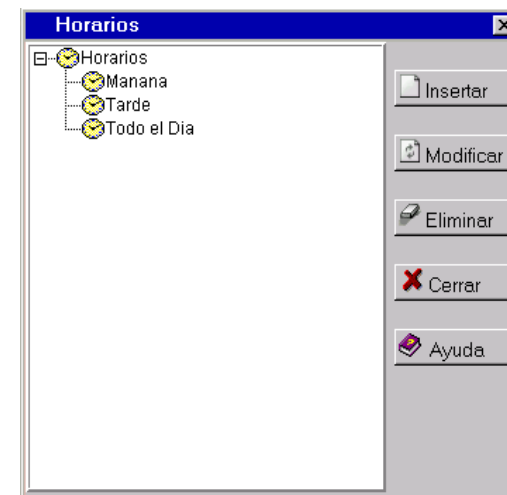 Horarios
Horarios
Manana
Tarde
Todo el Dia
Insertar
Modificar
Eliminar
Cerrar
Ayuda